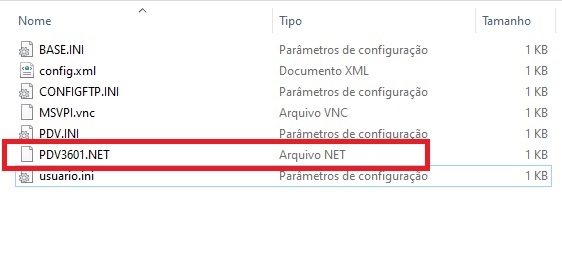 Nome Tipo Tamanho
BASE.INI Parâmetros de configuração 1 KB
config.xml Documento XML 1 KB
CONFIGFTP.INI Parâmetros de configuração 1 KB
MSVPI.vnc Arquivo VNC 1 KB
PDV.INI Parâmetros de configuração 1 KB
PDV3601.NET Arquivo NET 1 KB
usuario.ini Parâmetros de configuração 1 KB